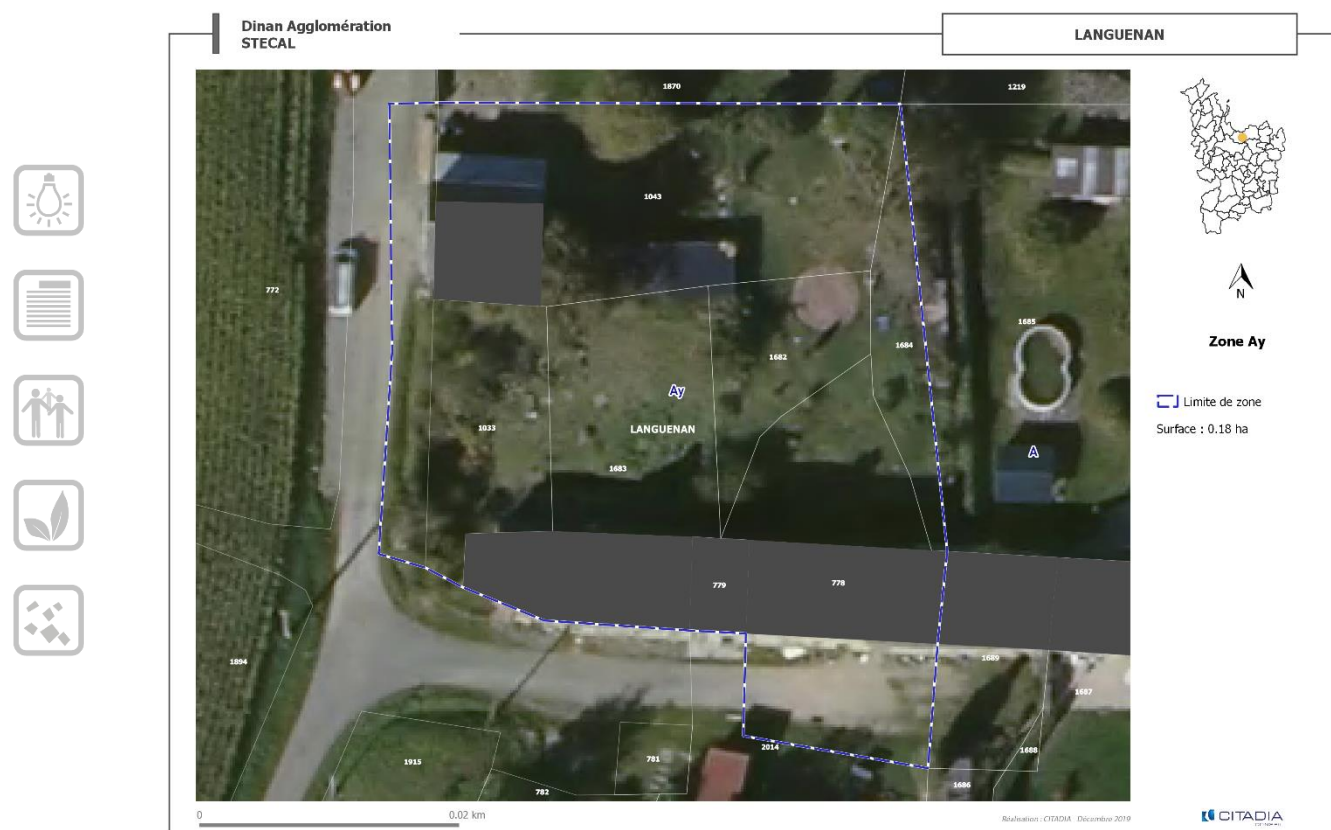 Dinan Agglomération
STECAL
LANGUENAN
1870
1219
1043
772
1685
1684
1682
Ay
LANGUENAN
1033
1683
A
779
778
1894
1689
1687
2014
1688
781
1915
782
1686
N
Zone Ay
Limite de zone
Surface : 0.18 ha
0
0.02 km
Réalisation : CITADIA Décembre 2019
CITADIA
CONSEIL